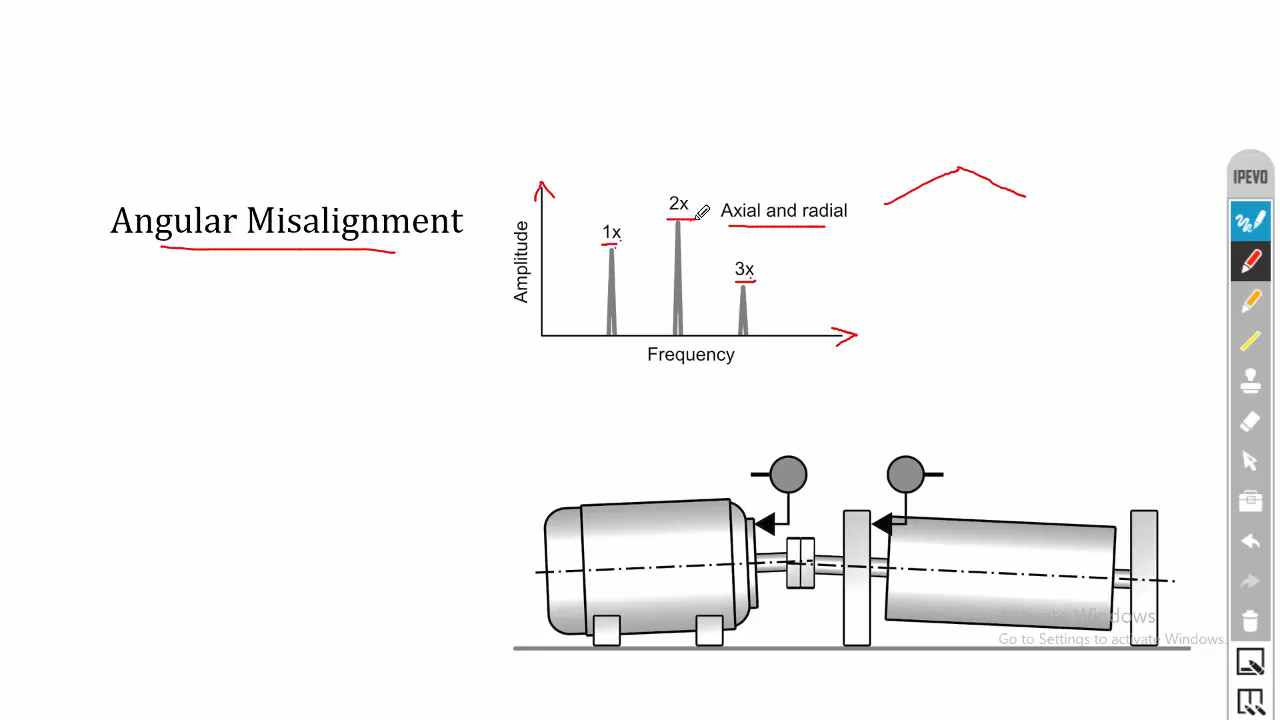 IPEVO
2x
Angular Misalignment
Axial and radial
1x
3x
Amplitude
Frequency
Activate Windows
Go to Settings to activate Windows.